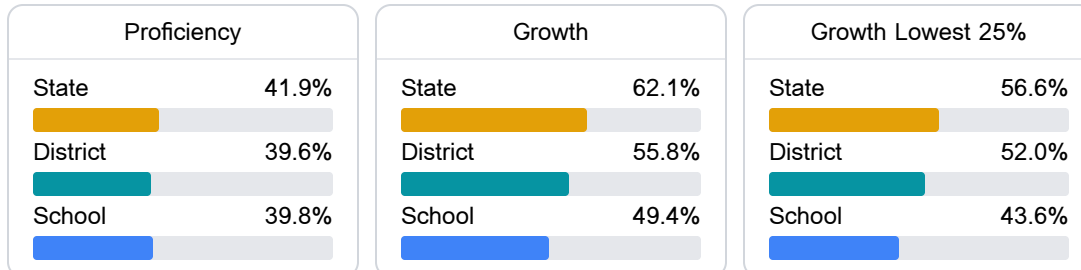 Proficiency
State 41.9%
District 39.6%
School 39.8%
Growth
State 62.1%
District 55.8%
School 49.4%
Growth Lowest 25%
State 56.6%
District 52.0%
School 43.6%